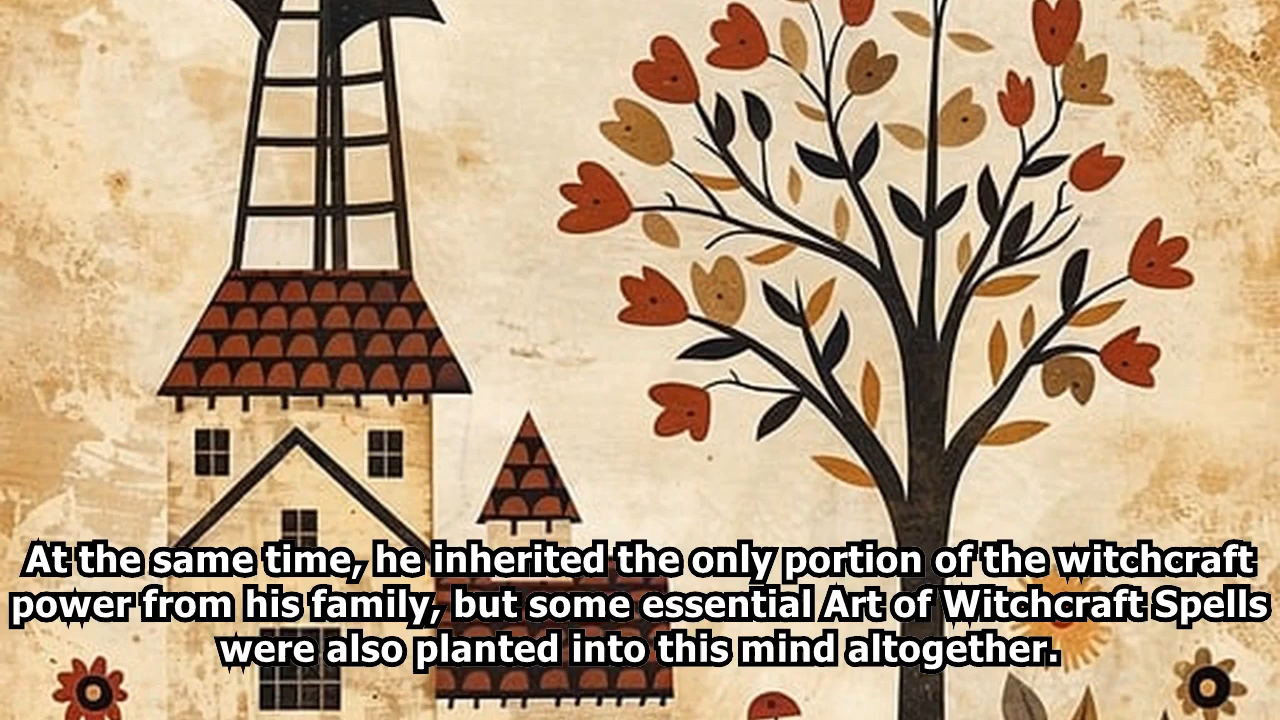 At the same time, he inherited the only portion of the witchcraft
power from his family, but some essential Art of Witchcraft Spells
were also planted into this mind altogether.